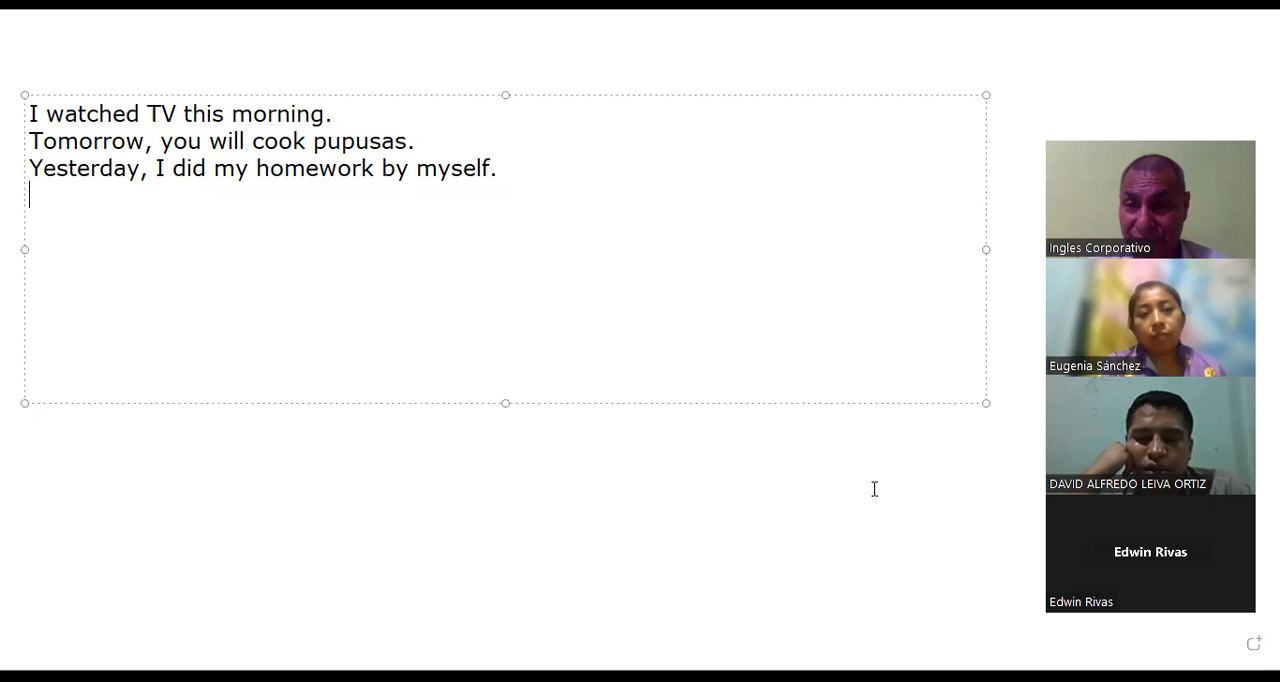 I watched TV this morning.
Tomorrow, you will cook pupusas.
Yesterday, I did my homework by myself.
Ingles Corporativo
Eugenia Sánchez
DAVID ALFREDO LEIVA ORTIZ
Edwin Rivas
Edwin Rivas